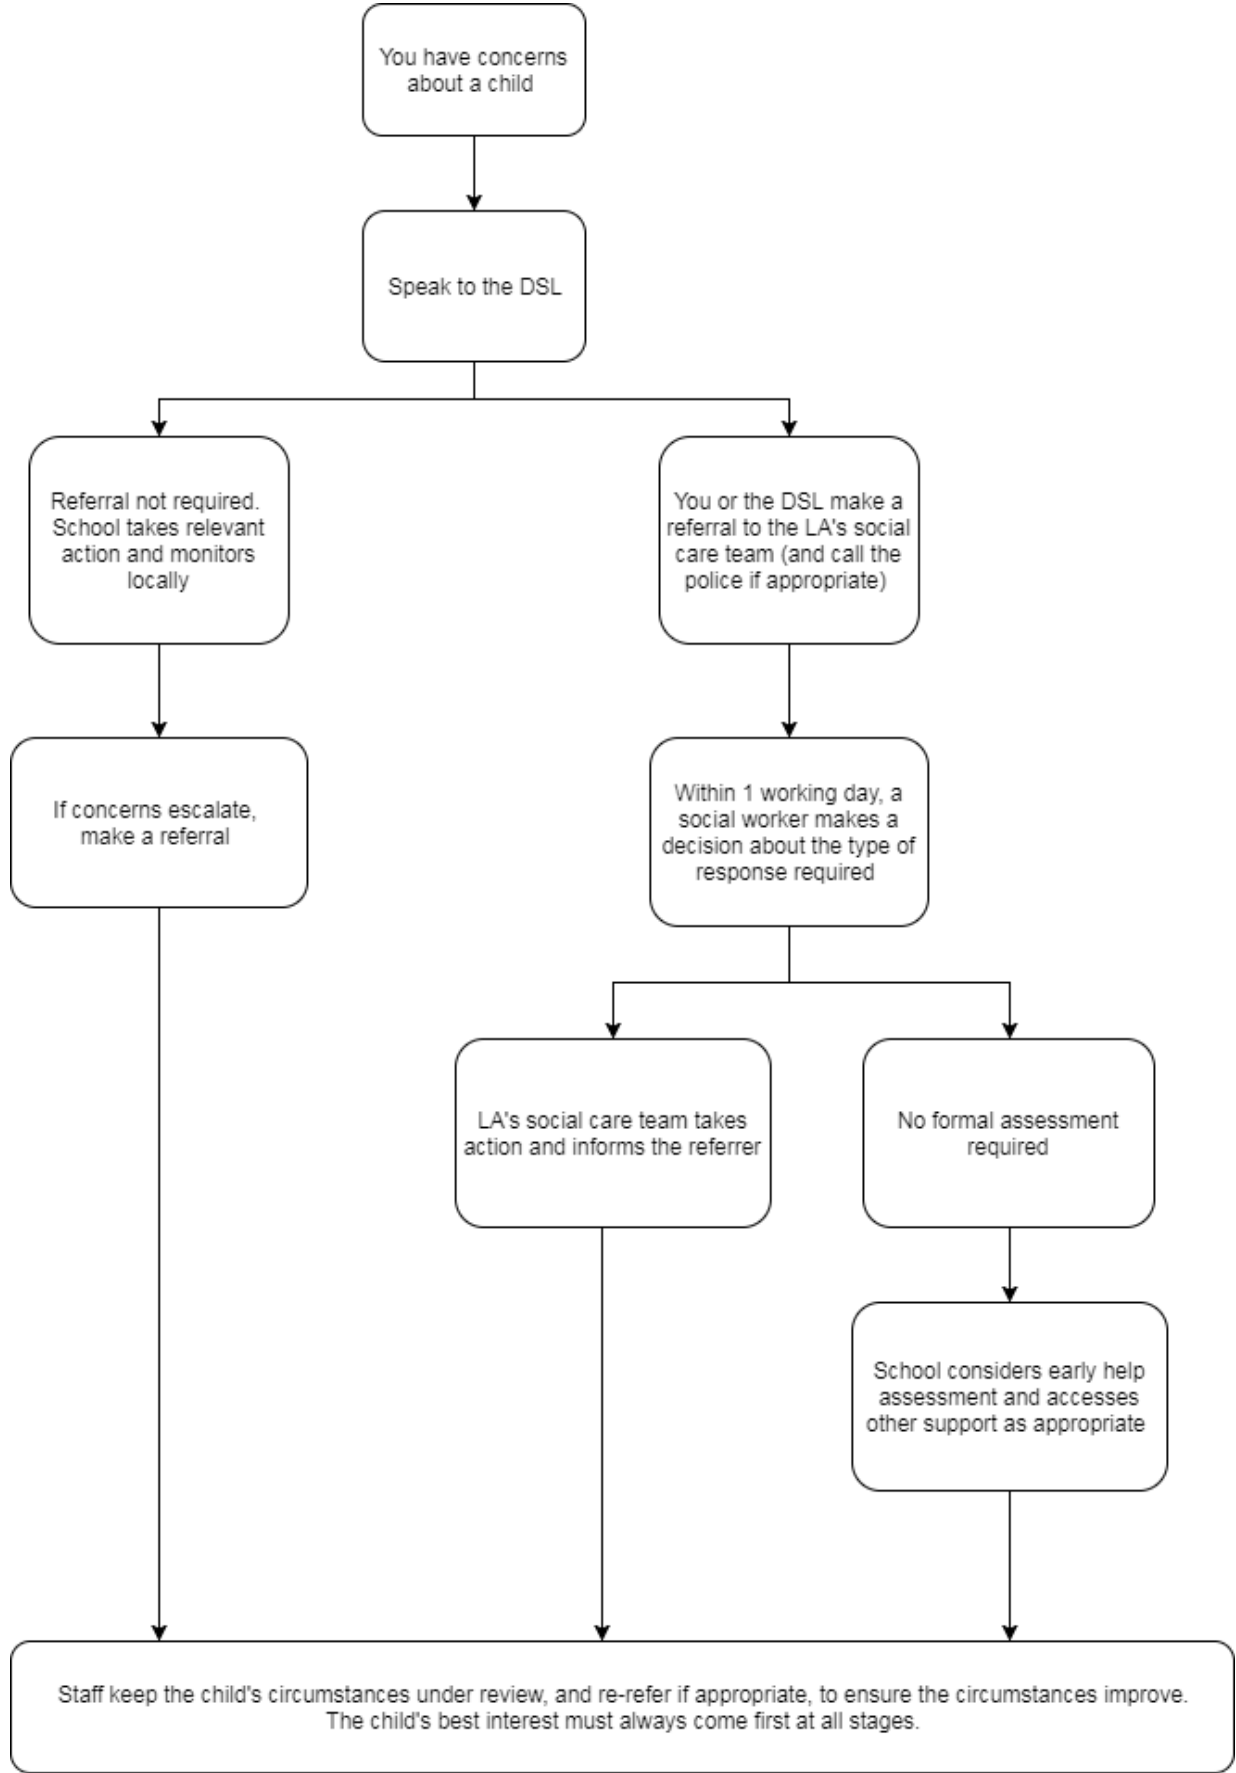 You have concerns
about a child
Speak to the DSL
Referral not required.
School takes relevant
action and monitors
locally
You or the DSL make a
referral to the LA's social
care team (and call the
police if appropriate)
If concerns escalate,
make a referral
Within 1 working day, a
social worker makes a
decision about the type of
response required
LA's social care team takes
action and informs the referrer
No formal assessment
required
School considers early help
assessment and accesses
other support as appropriate
Staff keep the child's circumstances under review, and re-refer if appropriate, to ensure the circumstances improve.
The child's best interest must always come first at all stages.